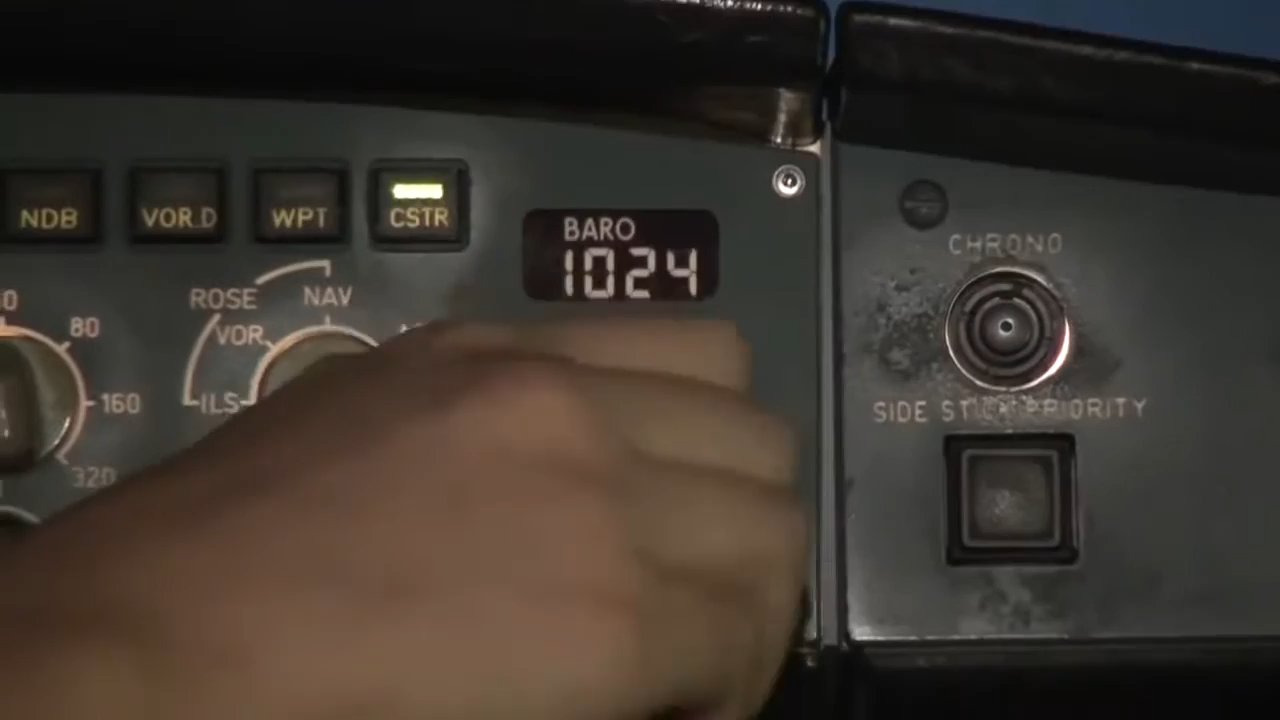 NDB
VOR.D
WPT
CSTR
BARO
1024
ROSE
NAV
VOR
ILS
80
160
320
CHRONO
SIDE STICK PRIORITY